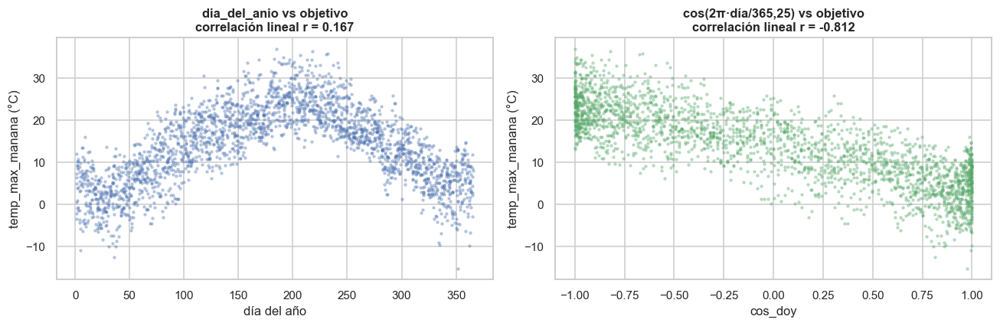 dia_del_anio vs objetivo
correlación lineal r = 0.167
temp_max_manana (°C)
30
20
10
0
−10
0 50 100 150 200 250 300 350
día del año
cos(2π·día/365,25) vs objetivo
correlación lineal r = -0.812
temp_max_manana (°C)
30
20
10
0
−10
−1.00 −0.75 −0.50 −0.25 0.00 0.25 0.50 0.75 1.00
cos_doy